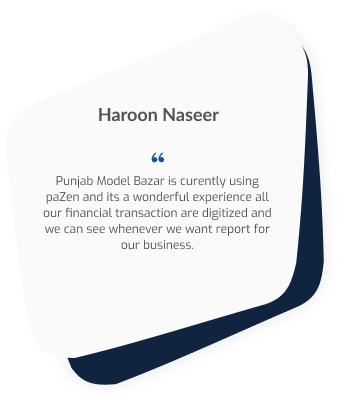 Haroon Naseer
“
Punjab Model Bazar is curently using
paZen and its a wonderful experience all
our financial transaction are digitized and
we can see whenever we want report for
our business.